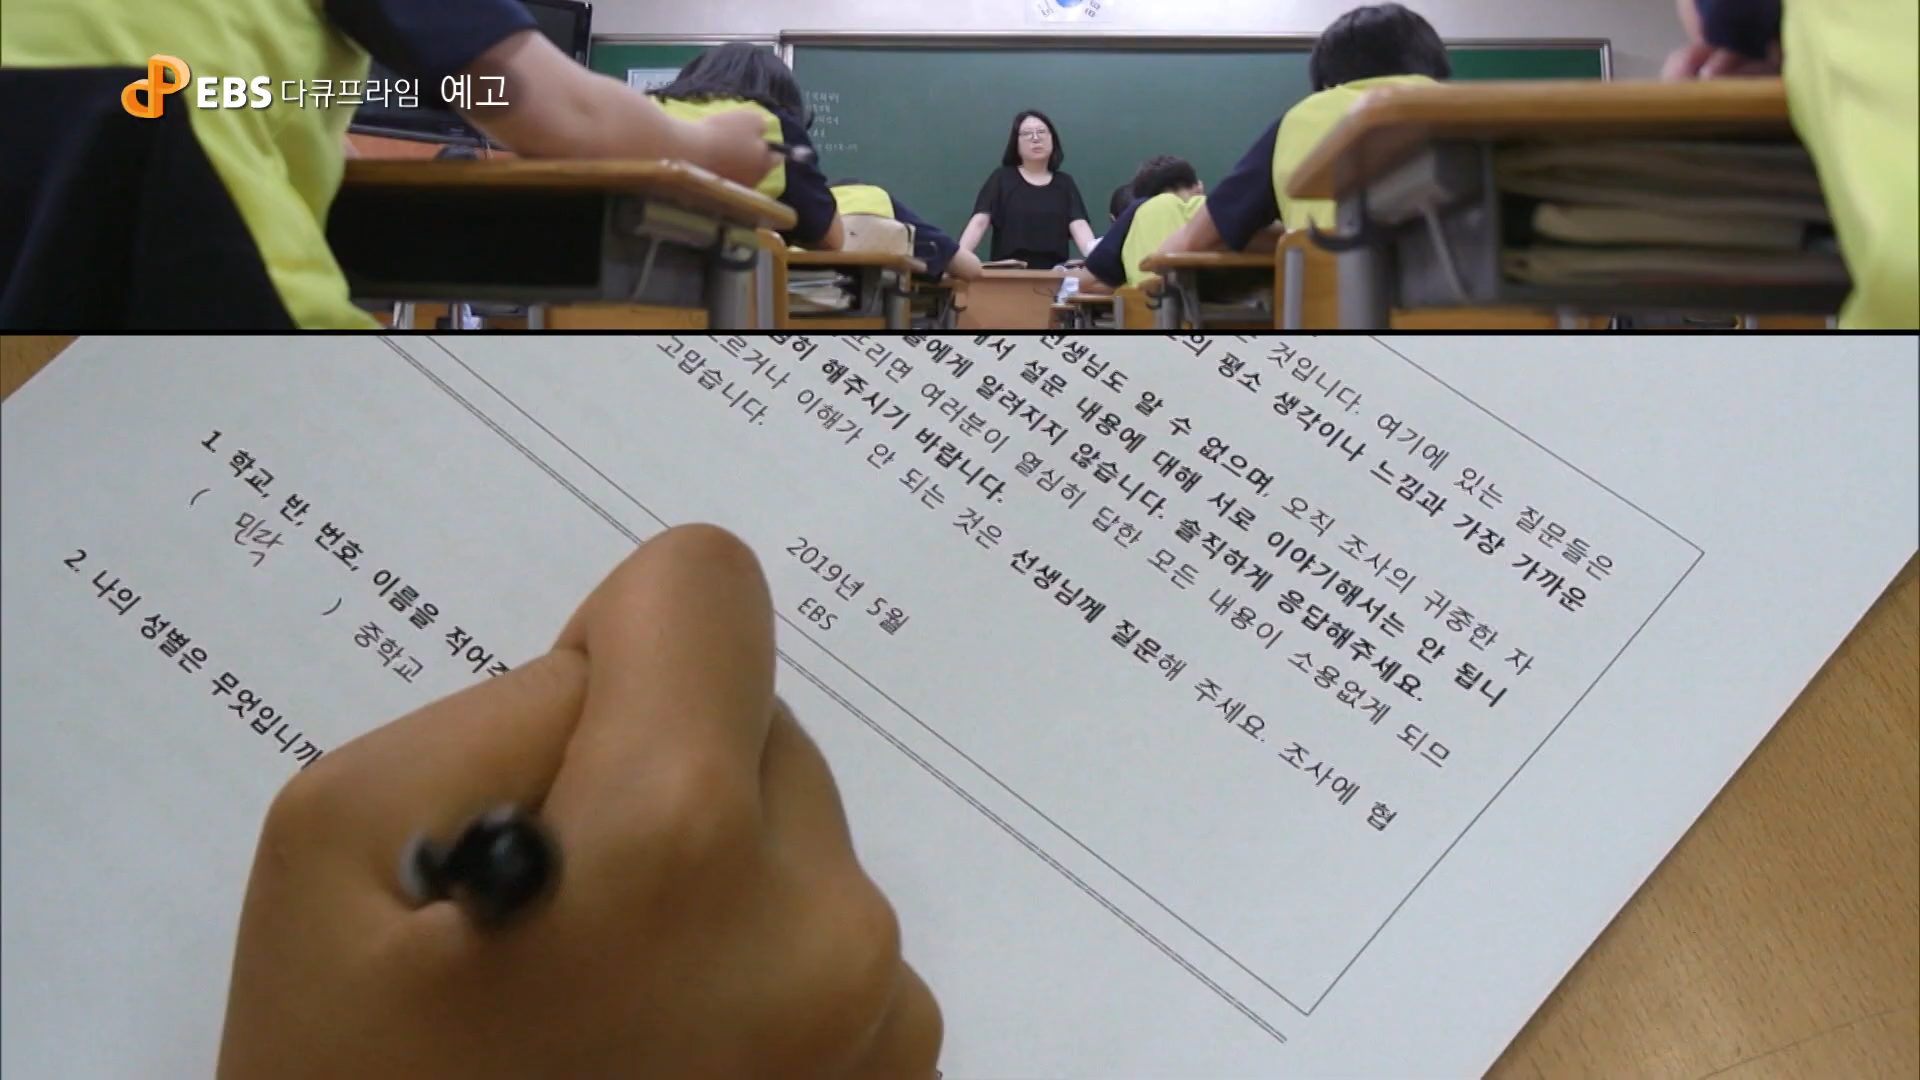 EBS 다큐프라임 예고
것입니다. 여기에 있는 질문들은
평소 생각이나 느낌과 가장 가까운
선생님도 알 수 없으며, 오직 조사의 귀중한 자
설문 내용에 대해 서로 이야기해서는 안 됩니
들에게 알려지지 않습니다. 솔직하게 응답해주세요.
여러분이 열심히 답한 모든 내용이 소용없게 되므
해주시기 바랍니다.
모르거나 이해가 안 되는 것은 선생님께 질문해 주세요. 조사에 협
고맙습니다.
2019년 5월
EBS
1. 학교, 반, 번호, 이름을 적어주
( 민락 ) 중학교
2. 나의 성별은 무엇입니까